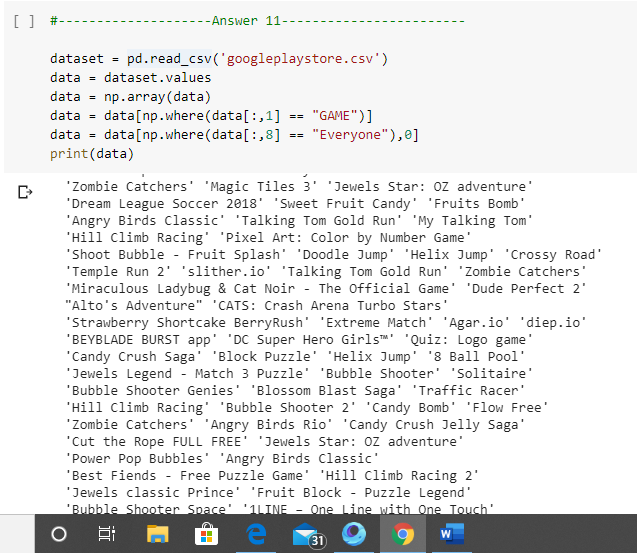 [ ] #--------------------Answer 11------------------------
dataset = pd.read_csv('googleplaystore.csv')
data = dataset.values
data = np.array(data)
data = data[np.where(data[:,1] == "GAME")]
data = data[np.where(data[:,8] == "Everyone"),0]
print(data)
'Zombie Catchers' 'Magic Tiles 3' 'Jewels Star: OZ adventure'
'Dream League Soccer 2018' 'Sweet Fruit Candy' 'Fruits Bomb'
'Angry Birds Classic' 'Talking Tom Gold Run' 'My Talking Tom'
'Hill Climb Racing' 'Pixel Art: Color by Number Game'
'Shoot Bubble - Fruit Splash' 'Doodle Jump' 'Helix Jump' 'Crossy Road'
'Temple Run 2' 'slither.io' 'Talking Tom Gold Run' 'Zombie Catchers'
'Miraculous Ladybug & Cat Noir - The Official Game' 'Dude Perfect 2'
"Alto's Adventure" 'CATS: Crash Arena Turbo Stars'
'Strawberry Shortcake BerryRush' 'Extreme Match' 'Agar.io' 'diep.io'
'BEYBLADE BURST app' 'DC Super Hero Girls™' 'Quiz: Logo game'
'Candy Crush Saga' 'Block Puzzle' 'Helix Jump' '8 Ball Pool'
'Jewels Legend - Match 3 Puzzle' 'Bubble Shooter' 'Solitaire'
'Bubble Shooter Genies' 'Blossom Blast Saga' 'Traffic Racer'
'Hill Climb Racing' 'Bubble Shooter 2' 'Candy Bomb' 'Flow Free'
'Zombie Catchers' 'Angry Birds Rio' 'Candy Crush Jelly Saga'
'Cut the Rope FULL FREE' 'Jewels Star: OZ adventure'
'Power Pop Bubbles' 'Angry Birds Classic'
'Best Fiends - Free Puzzle Game' 'Hill Climb Racing 2'
'Jewels classic Prince' 'Fruit Block - Puzzle Legend'
'Bubble Shooter Space' '1LINE – One Line with One Touch'
31
W